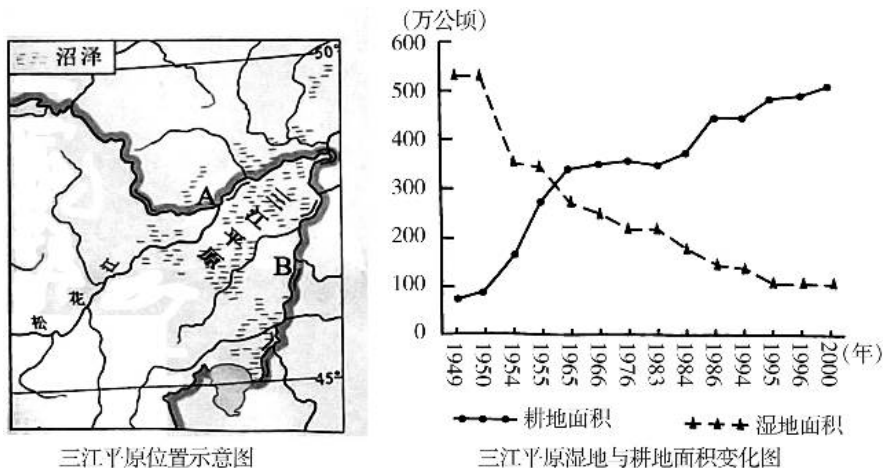 沼泽
50°
A
三江平原
B
松花江
45°
三江平原位置示意图
(万公顷)
600
500
400
300
200
100
0
1949 1950 1954 1955 1965 1966 1976 1983 1984 1986 1994 1995 1996 2000 (年)
耕地面积 湿地面积
三江平原湿地与耕地面积变化图